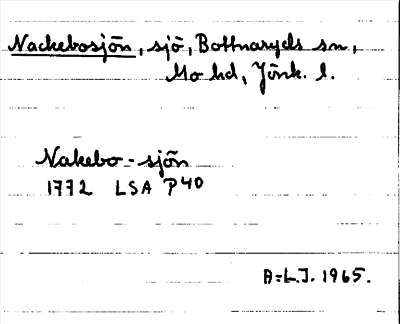 Nackebosjön, sjö, Bottnaryds sn,
Mo hd, Jönk. l.
Nakebo-sjön
1772 LSA P40
B=L.J. 1965.